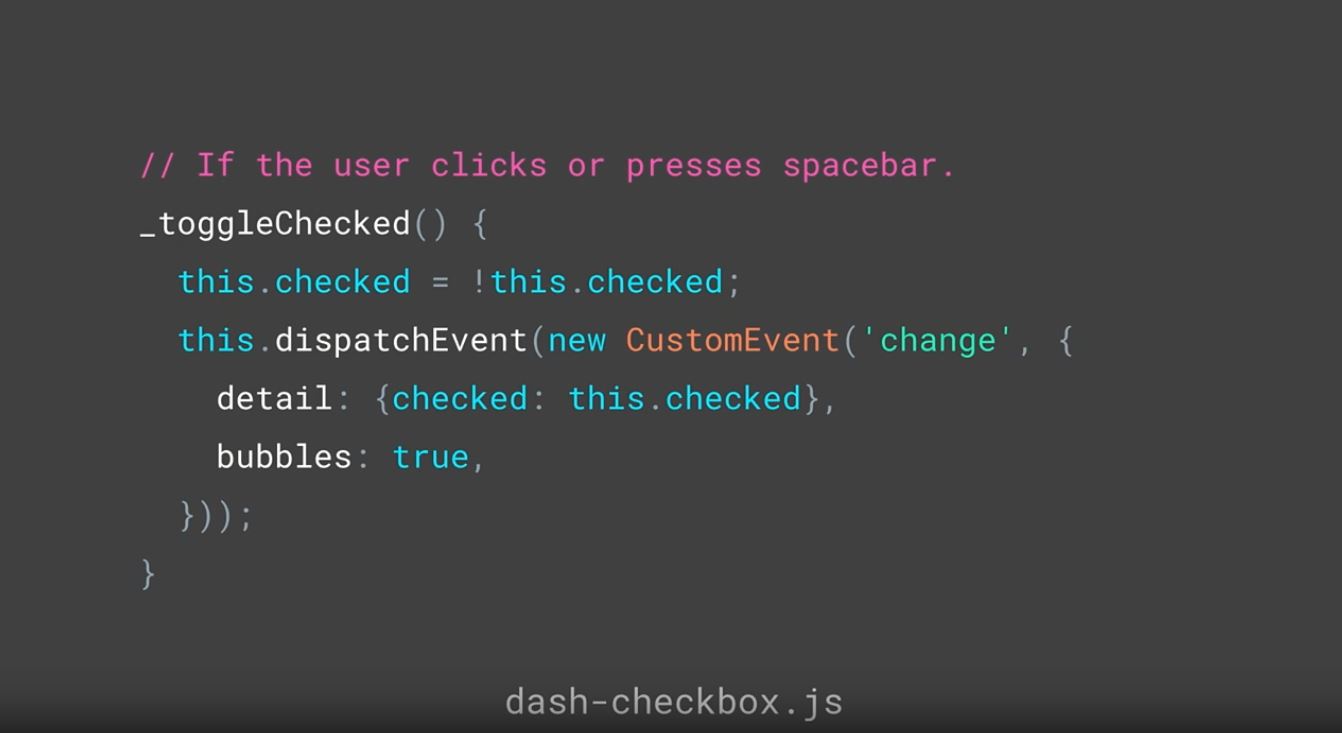 // If the user clicks or presses spacebar.
_toggleChecked() {
  this.checked = !this.checked;
  this.dispatchEvent(new CustomEvent('change', {
    detail: {checked: this.checked},
    bubbles: true,
  }));
}
dash-checkbox.js